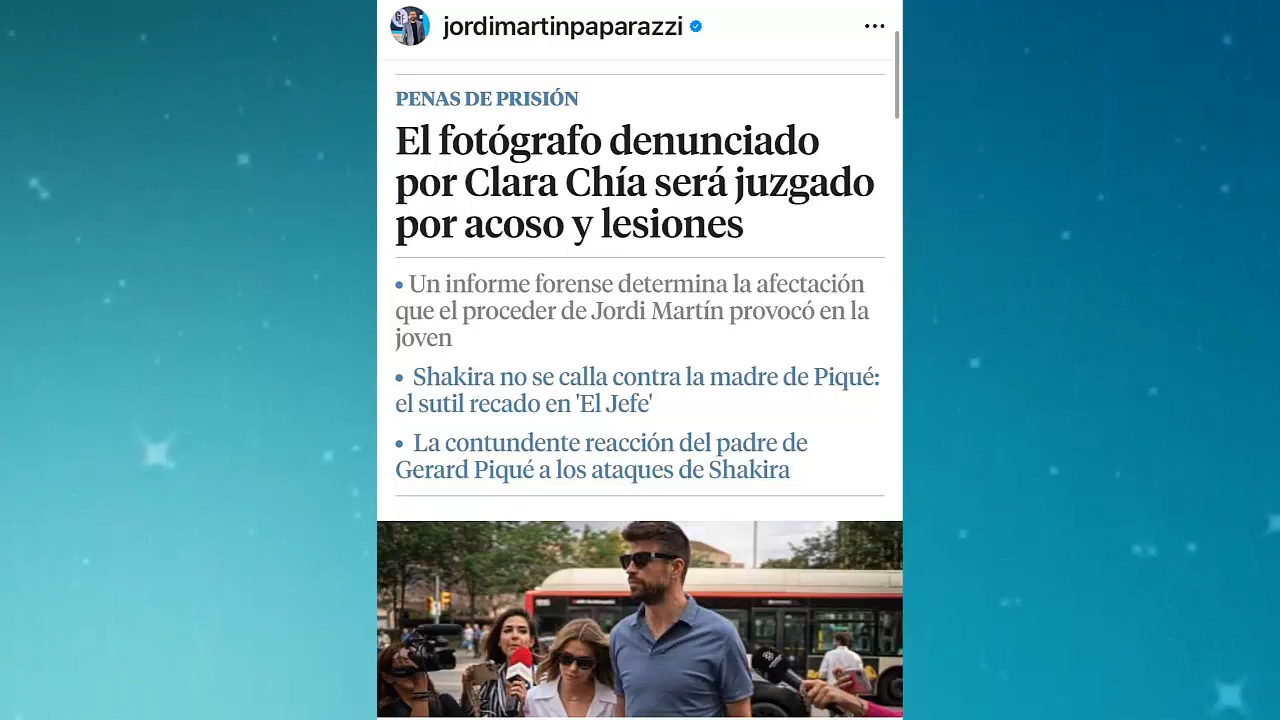 jordimartinpaparazzi
PENAS DE PRISIÓN
El fotógrafo denunciado
por Clara Chía será juzgado
por acoso y lesiones
• Un informe forense determina la afectación
que el proceder de Jordi Martín provocó en la
joven
• Shakira no se calla contra la madre de Piqué:
el sutil recado en 'El Jefe'
• La contundente reacción del padre de
Gerard Piqué a los ataques de Shakira